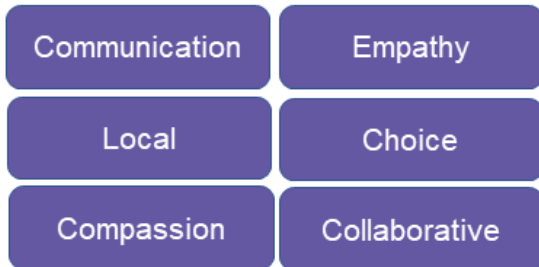 Communication
Empathy
Local
Choice
Compassion
Collaborative